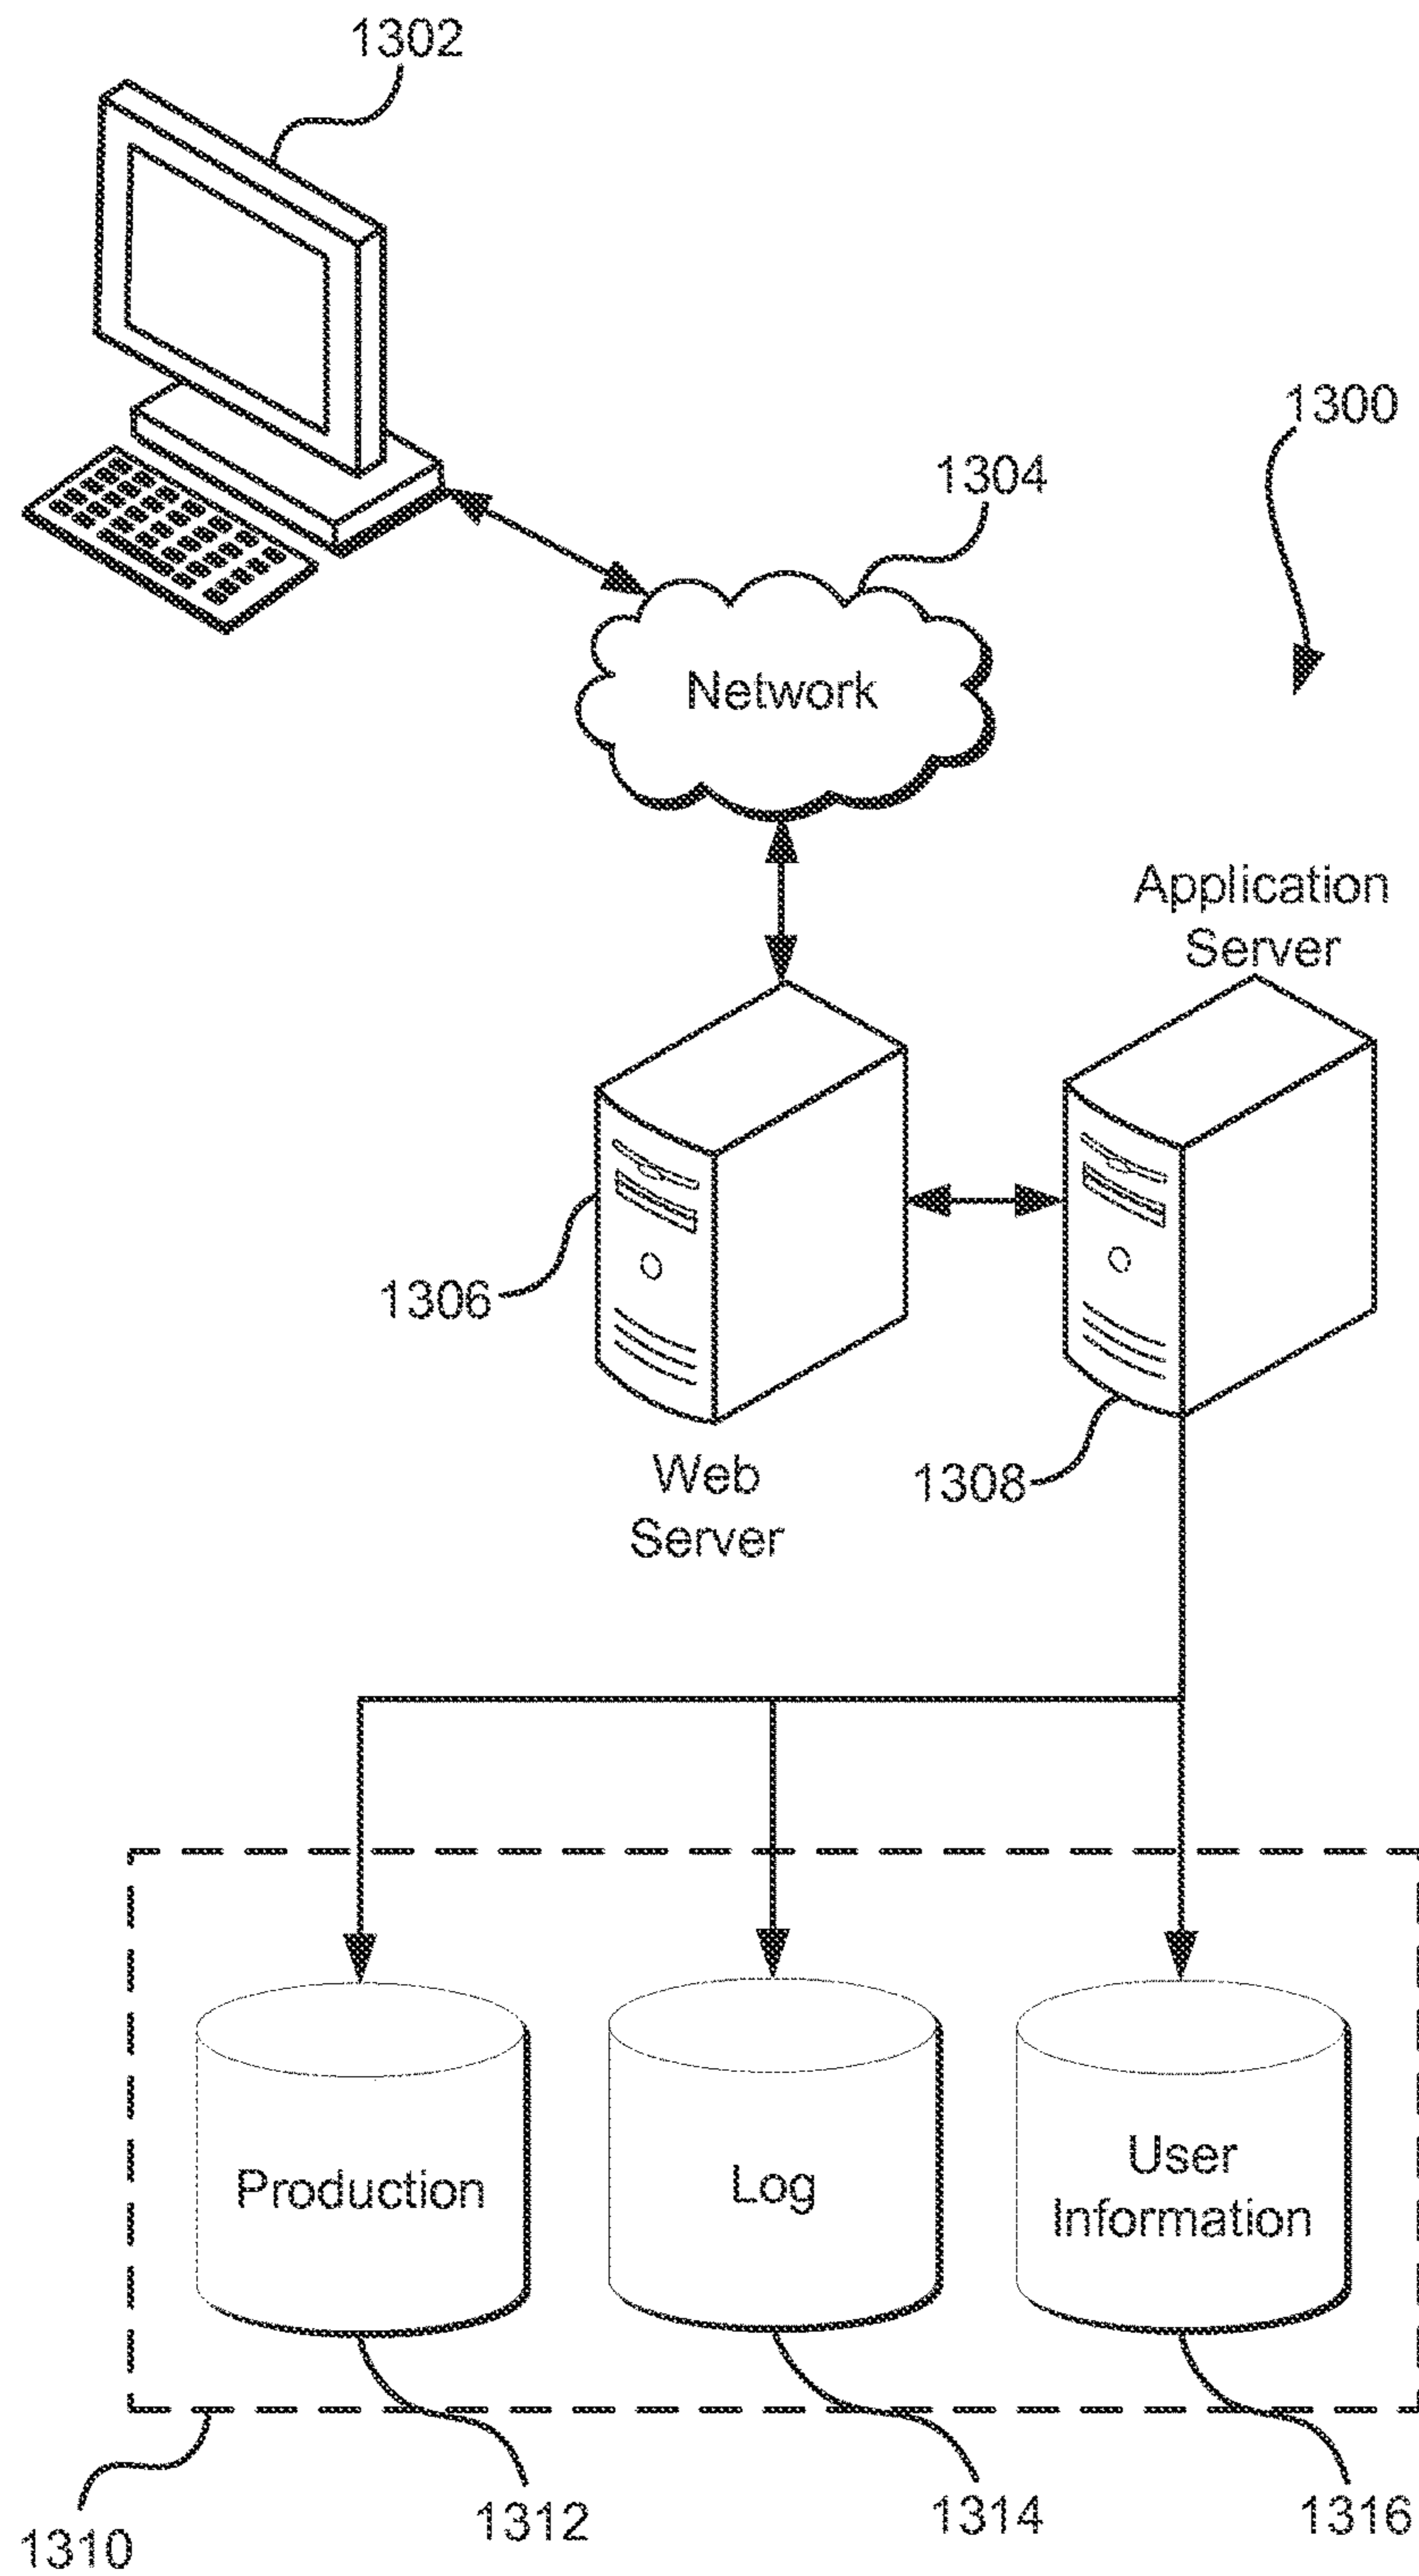 1302
1300
1304
Network
Application
Server
1306
Web
Server
1308
Production
Log
User
Information
1310
1312
1314
1316